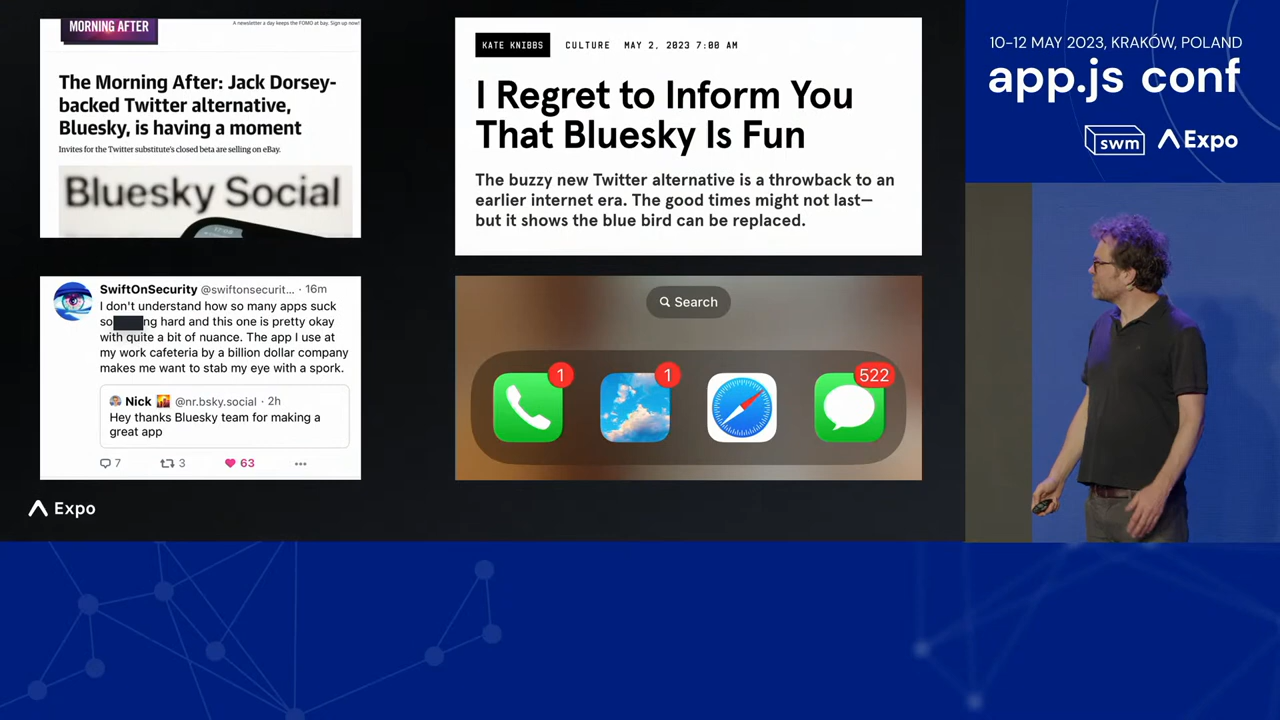 MORNING AFTER
A newsletter a day keeps the FOMO at bay. Sign up now!
The Morning After: Jack Dorsey-
backed Twitter alternative,
Bluesky, is having a moment
Invites for the Twitter substitute's closed beta are selling on eBay.
Bluesky Social
KATE KNIBBS CULTURE MAY 2, 2023 7:00 AM
I Regret to Inform You
That Bluesky Is Fun
The buzzy new Twitter alternative is a throwback to an
earlier internet era. The good times might not last—
but it shows the blue bird can be replaced.
SwiftOnSecurity @swiftonsecurit... · 16m
I don't understand how so many apps suck
so ng hard and this one is pretty okay
with quite a bit of nuance. The app I use at
my work cafeteria by a billion dollar company
makes me want to stab my eye with a spork.
Nick @nr.bsky.social · 2h
Hey thanks Bluesky team for making a
great app
7 3 63
Search
1 1 522
Expo
10-12 MAY 2023, KRAKÓW, POLAND
app.js conf
swm Expo